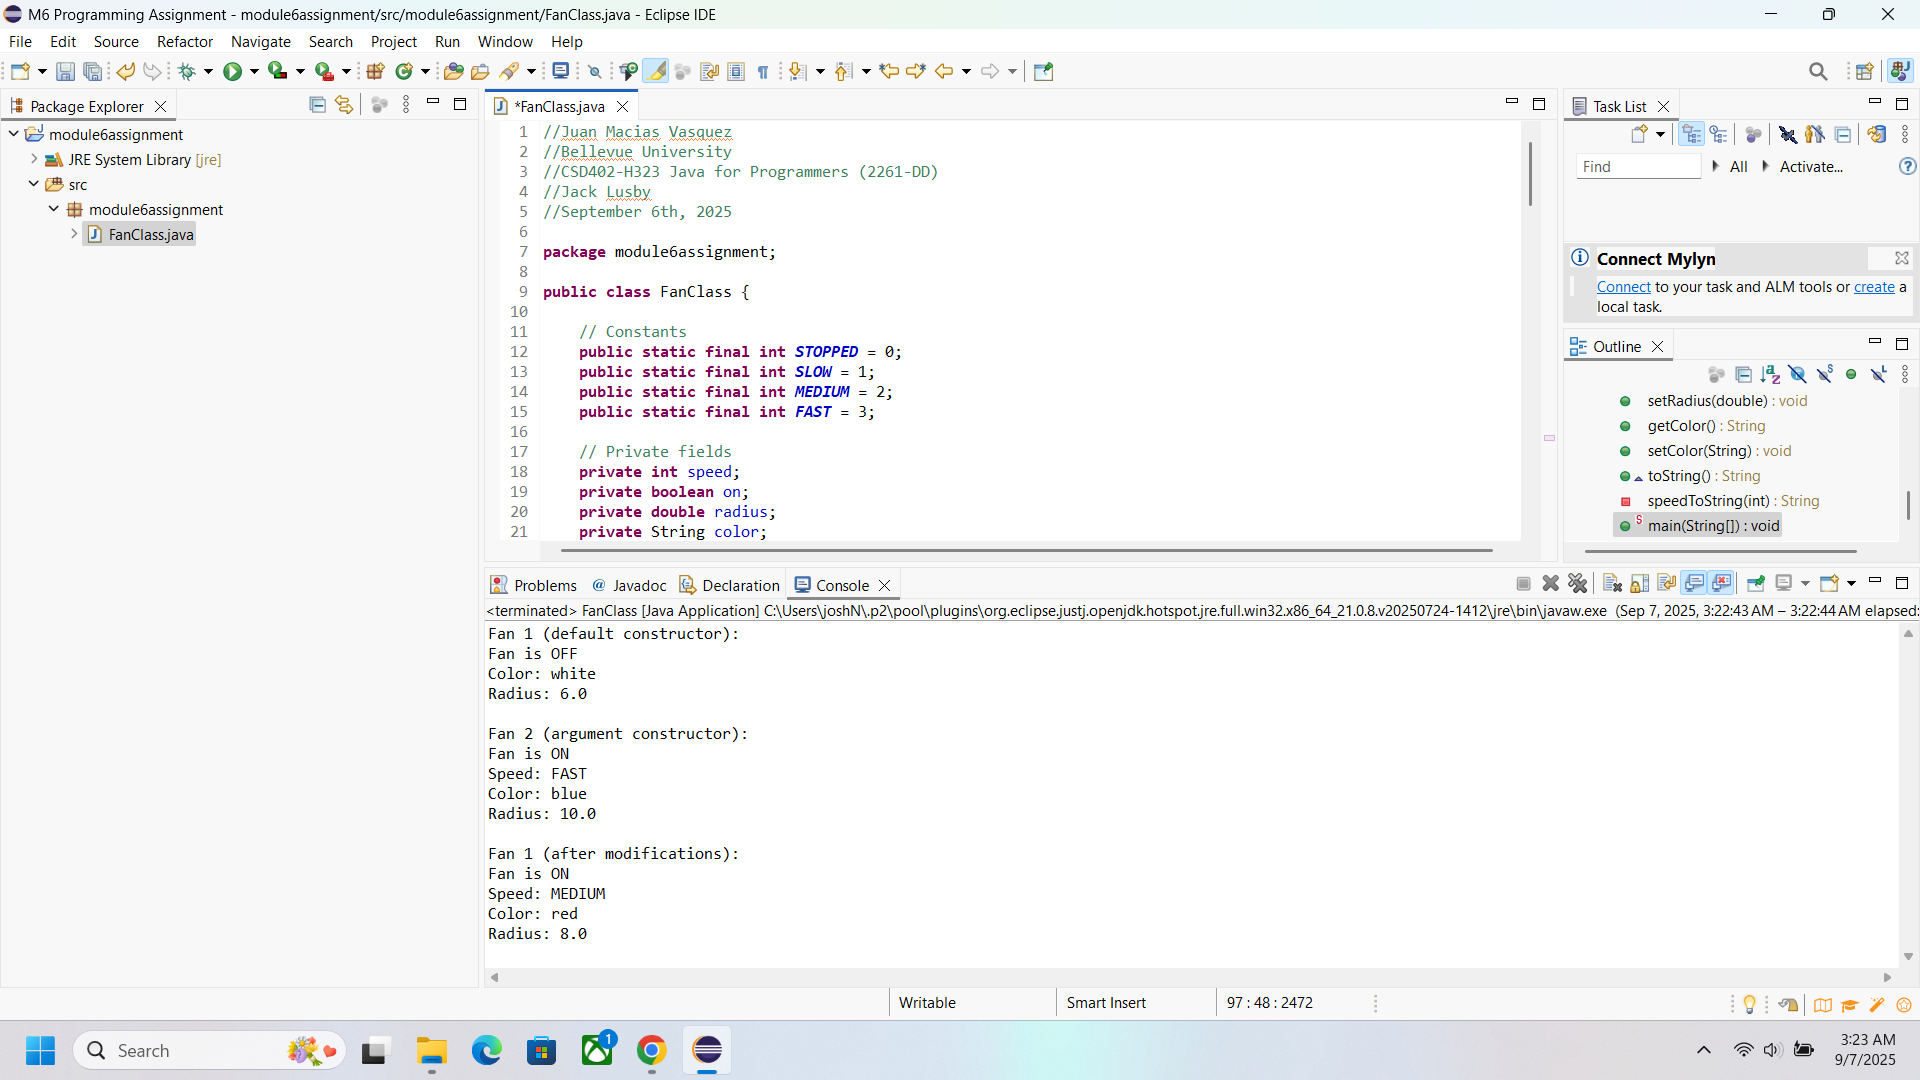 M6 Programming Assignment - module6assignment/src/module6assignment/FanClass.java - Eclipse IDE
File Edit Source Refactor Navigate Search Project Run Window Help
Package Explorer
module6assignment
JRE System Library [jre]
src
module6assignment
FanClass.java
*FanClass.java
1 //Juan Macias Vasquez
2 //Bellevue University
3 //CSD402-H323 Java for Programmers (2261-DD)
4 //Jack Lusby
5 //September 6th, 2025
6
7 package module6assignment;
8
9 public class FanClass {
10
11 // Constants
12 public static final int STOPPED = 0;
13 public static final int SLOW = 1;
14 public static final int MEDIUM = 2;
15 public static final int FAST = 3;
16
17 // Private fields
18 private int speed;
19 private boolean on;
20 private double radius;
21 private String color;
Task List
Find All Activate...
Connect Mylyn
Connect to your task and ALM tools or create a
local task.
Outline
setRadius(double) : void
getColor() : String
setColor(String) : void
toString() : String
speedToString(int) : String
main(String[]) : void
Problems Javadoc Declaration Console
<terminated> FanClass [Java Application] C:\Users\joshN\.p2\pool\plugins\org.eclipse.justj.openjdk.hotspot.jre.full.win32.x86_64_21.0.8.v20250724-1412\jre\bin\javaw.exe (Sep 7, 2025, 3:22:43 AM – 3:22:44 AM elapsed:
Fan 1 (default constructor):
Fan is OFF
Color: white
Radius: 6.0

Fan 2 (argument constructor):
Fan is ON
Speed: FAST
Color: blue
Radius: 10.0

Fan 1 (after modifications):
Fan is ON
Speed: MEDIUM
Color: red
Radius: 8.0
Writable Smart Insert 97 : 48 : 2472
Search
1
3:23 AM
9/7/2025